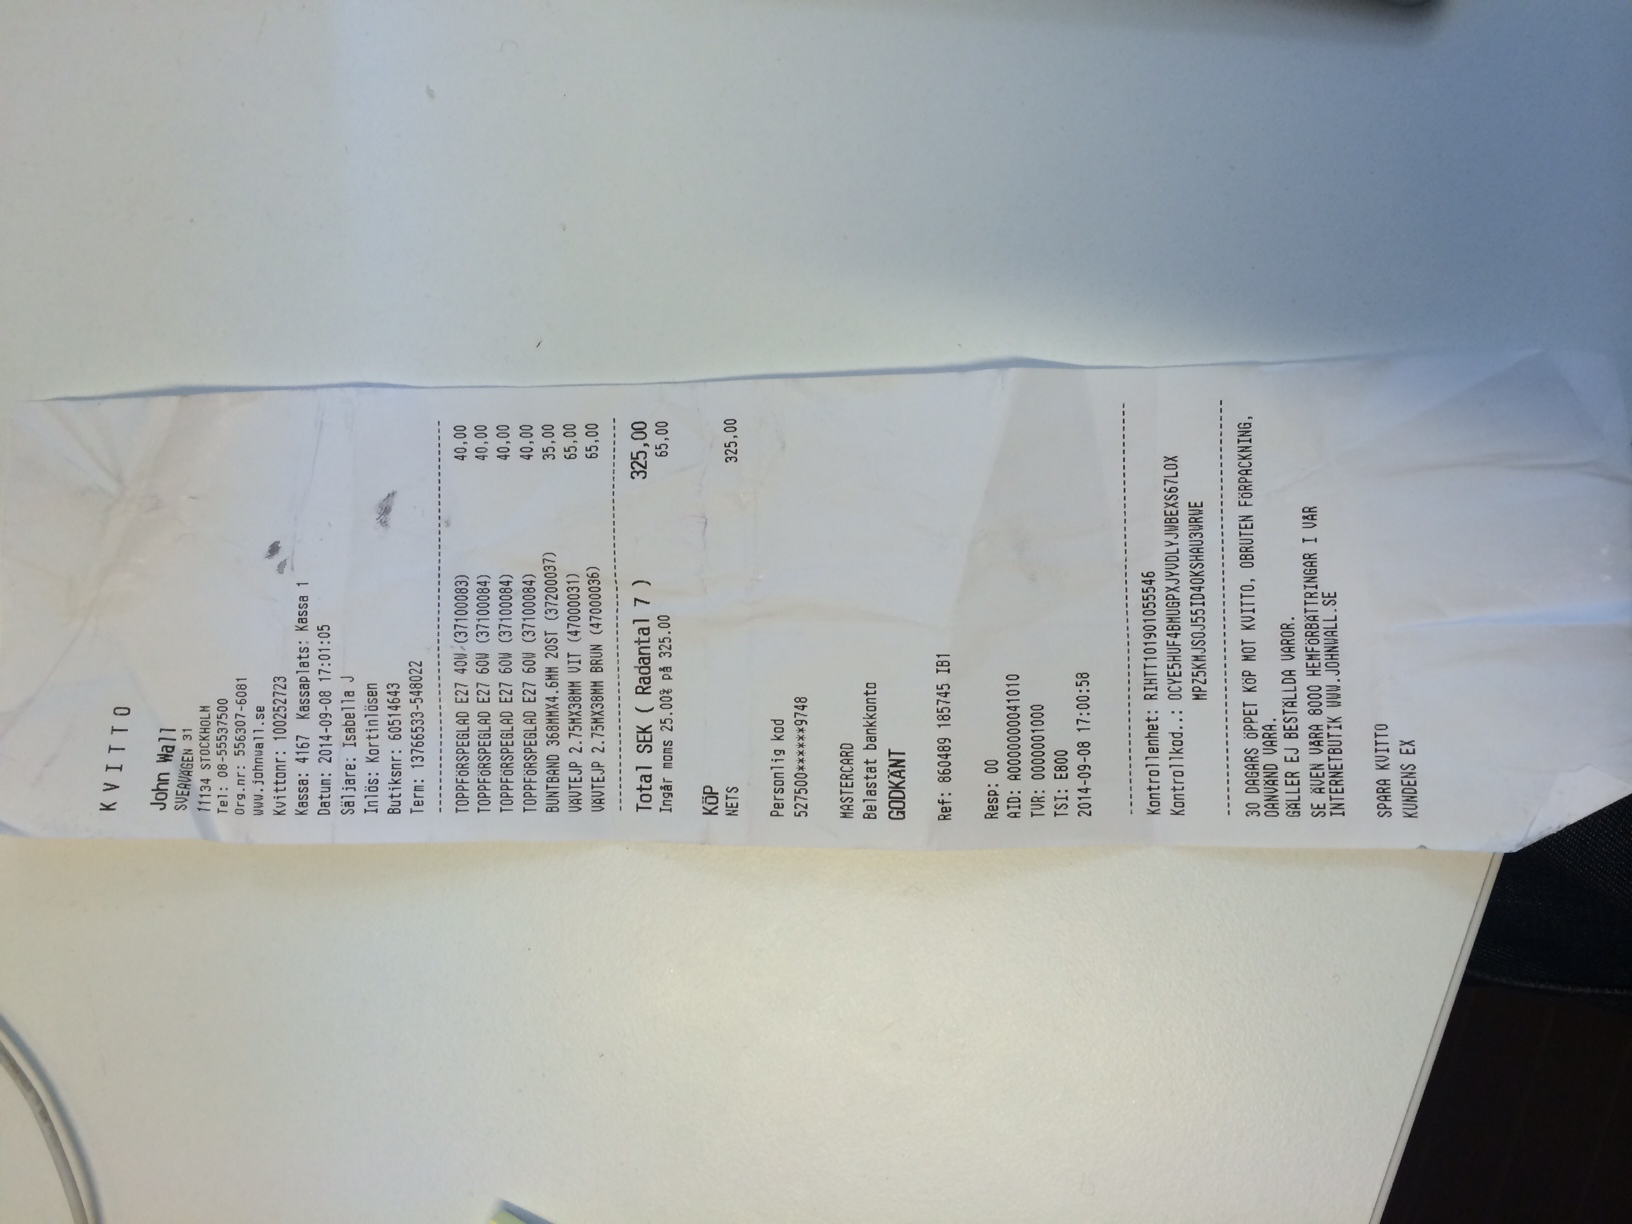 KVITTO
John Wall
SVEAVÄGEN 31
11134 STOCKHOLM
Tel: 08-55537500
Org.nr: 556307-6081
www.johnwall.se
Kvittonr: 100252723
Kassa: 4167 Kassaplats: Kassa 1
Datum: 2014-09-08 17:01:05
Säljare: Isabella J
Inlös: Kortinlösen
Butiksnr: 60514643
Term: 13766533-548022
TOPPFÖRSPEGLAD E27 40W (37100083) 40,00
TOPPFÖRSPEGLAD E27 60W (37100084) 40,00
TOPPFÖRSPEGLAD E27 60W (37100084) 40,00
TOPPFÖRSPEGLAD E27 60W (37100084) 40,00
BUNTBAND 368MMX4.6MM 20ST (37200037) 35,00
VÄVTEJP 2.75MX38MM VIT (47000031) 65,00
VÄVTEJP 2.75MX38MM BRUN (47000036) 65,00
Total SEK ( Radantal 7 ) 325,00
Ingår moms 25.00% på 325.00 65,00
KÖP
NETS 325,00
Personlig kod
527500******9748
MASTERCARD
Belastat bankkonto
GODKÄNT
Ref: 860489 185745 IB1
Resp: 00
AID: A0000000041010
TVR: 0000001000
TSI: E800
2014-09-08 17:00:58
Kontrollenhet: RIHTT101901055546
Kontrollkod..: OCYE5HUF4BMUGPXJYVDLYJWBEXS67LOX
MPZ5KMJSOJ55ID4OKSHAU3WRWE
30 DAGARS ÖPPET KÖP MOT KVITTO, OBRUTEN FÖRPACKNING,
OANVÄND VARA.
GÄLLER EJ BESTÄLLDA VAROR.
SE ÄVEN VÅRA 8000 HEMFÖRBÄTTRINGAR I VÅR
INTERNETBUTIK WWW.JOHNWALL.SE
SPARA KVITTO
KUNDENS EX